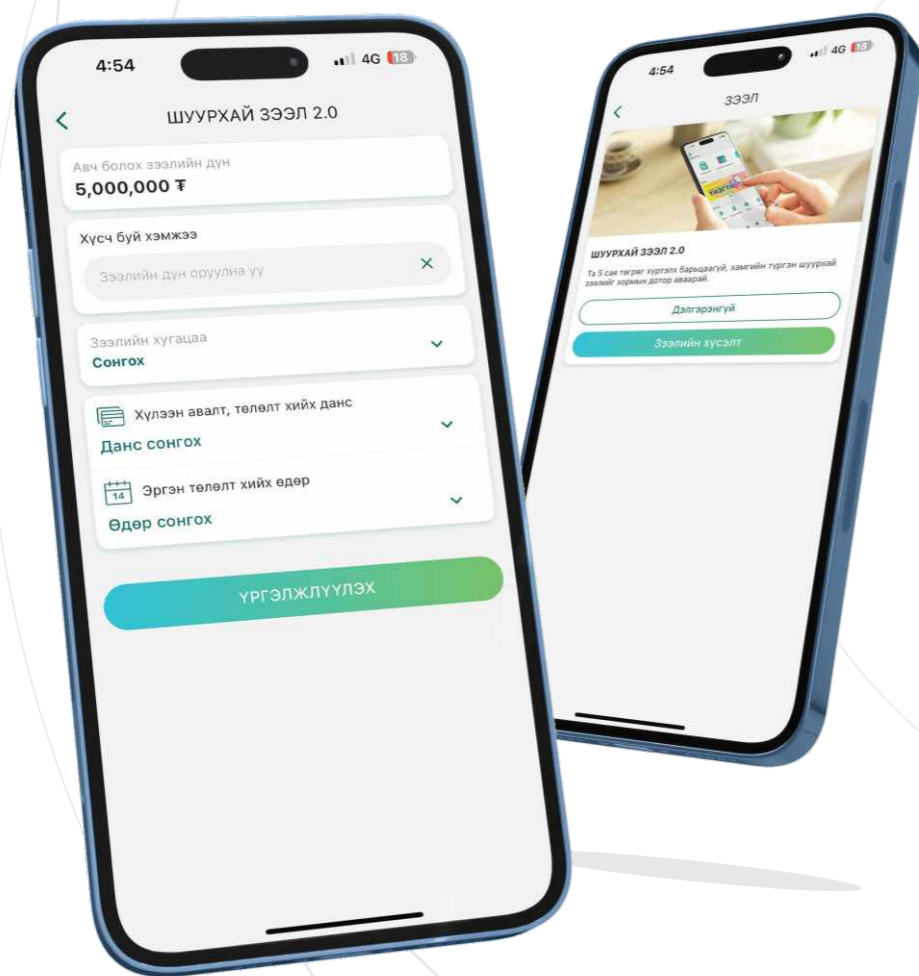 4:54
4G 18
ШУУРХАЙ ЗЭЭЛ 2.0
Авч болох зээлийн дүн
5,000,000 ₮
Хүсч буй хэмжээ
Зээлийн дүн оруулна уу
Зээлийн хугацаа
Сонгох
Хүлээн авалт, төлөлт хийх данс
Данс сонгох
14
Эргэн төлөлт хийх өдөр
Өдөр сонгох
ҮРГЭЛЖЛҮҮЛЭХ
4:54
4G 18
ЗЭЭЛ
ШУУРХАЙ ЗЭЭЛ 2.0
Та 5 сая төгрөг хүртэлх барьцаагүй, хамгийн түргэн шуурхай
зээлийг хормын дотор аваарай.
Дэлгэрэнгүй
Зээлийн хүсэлт